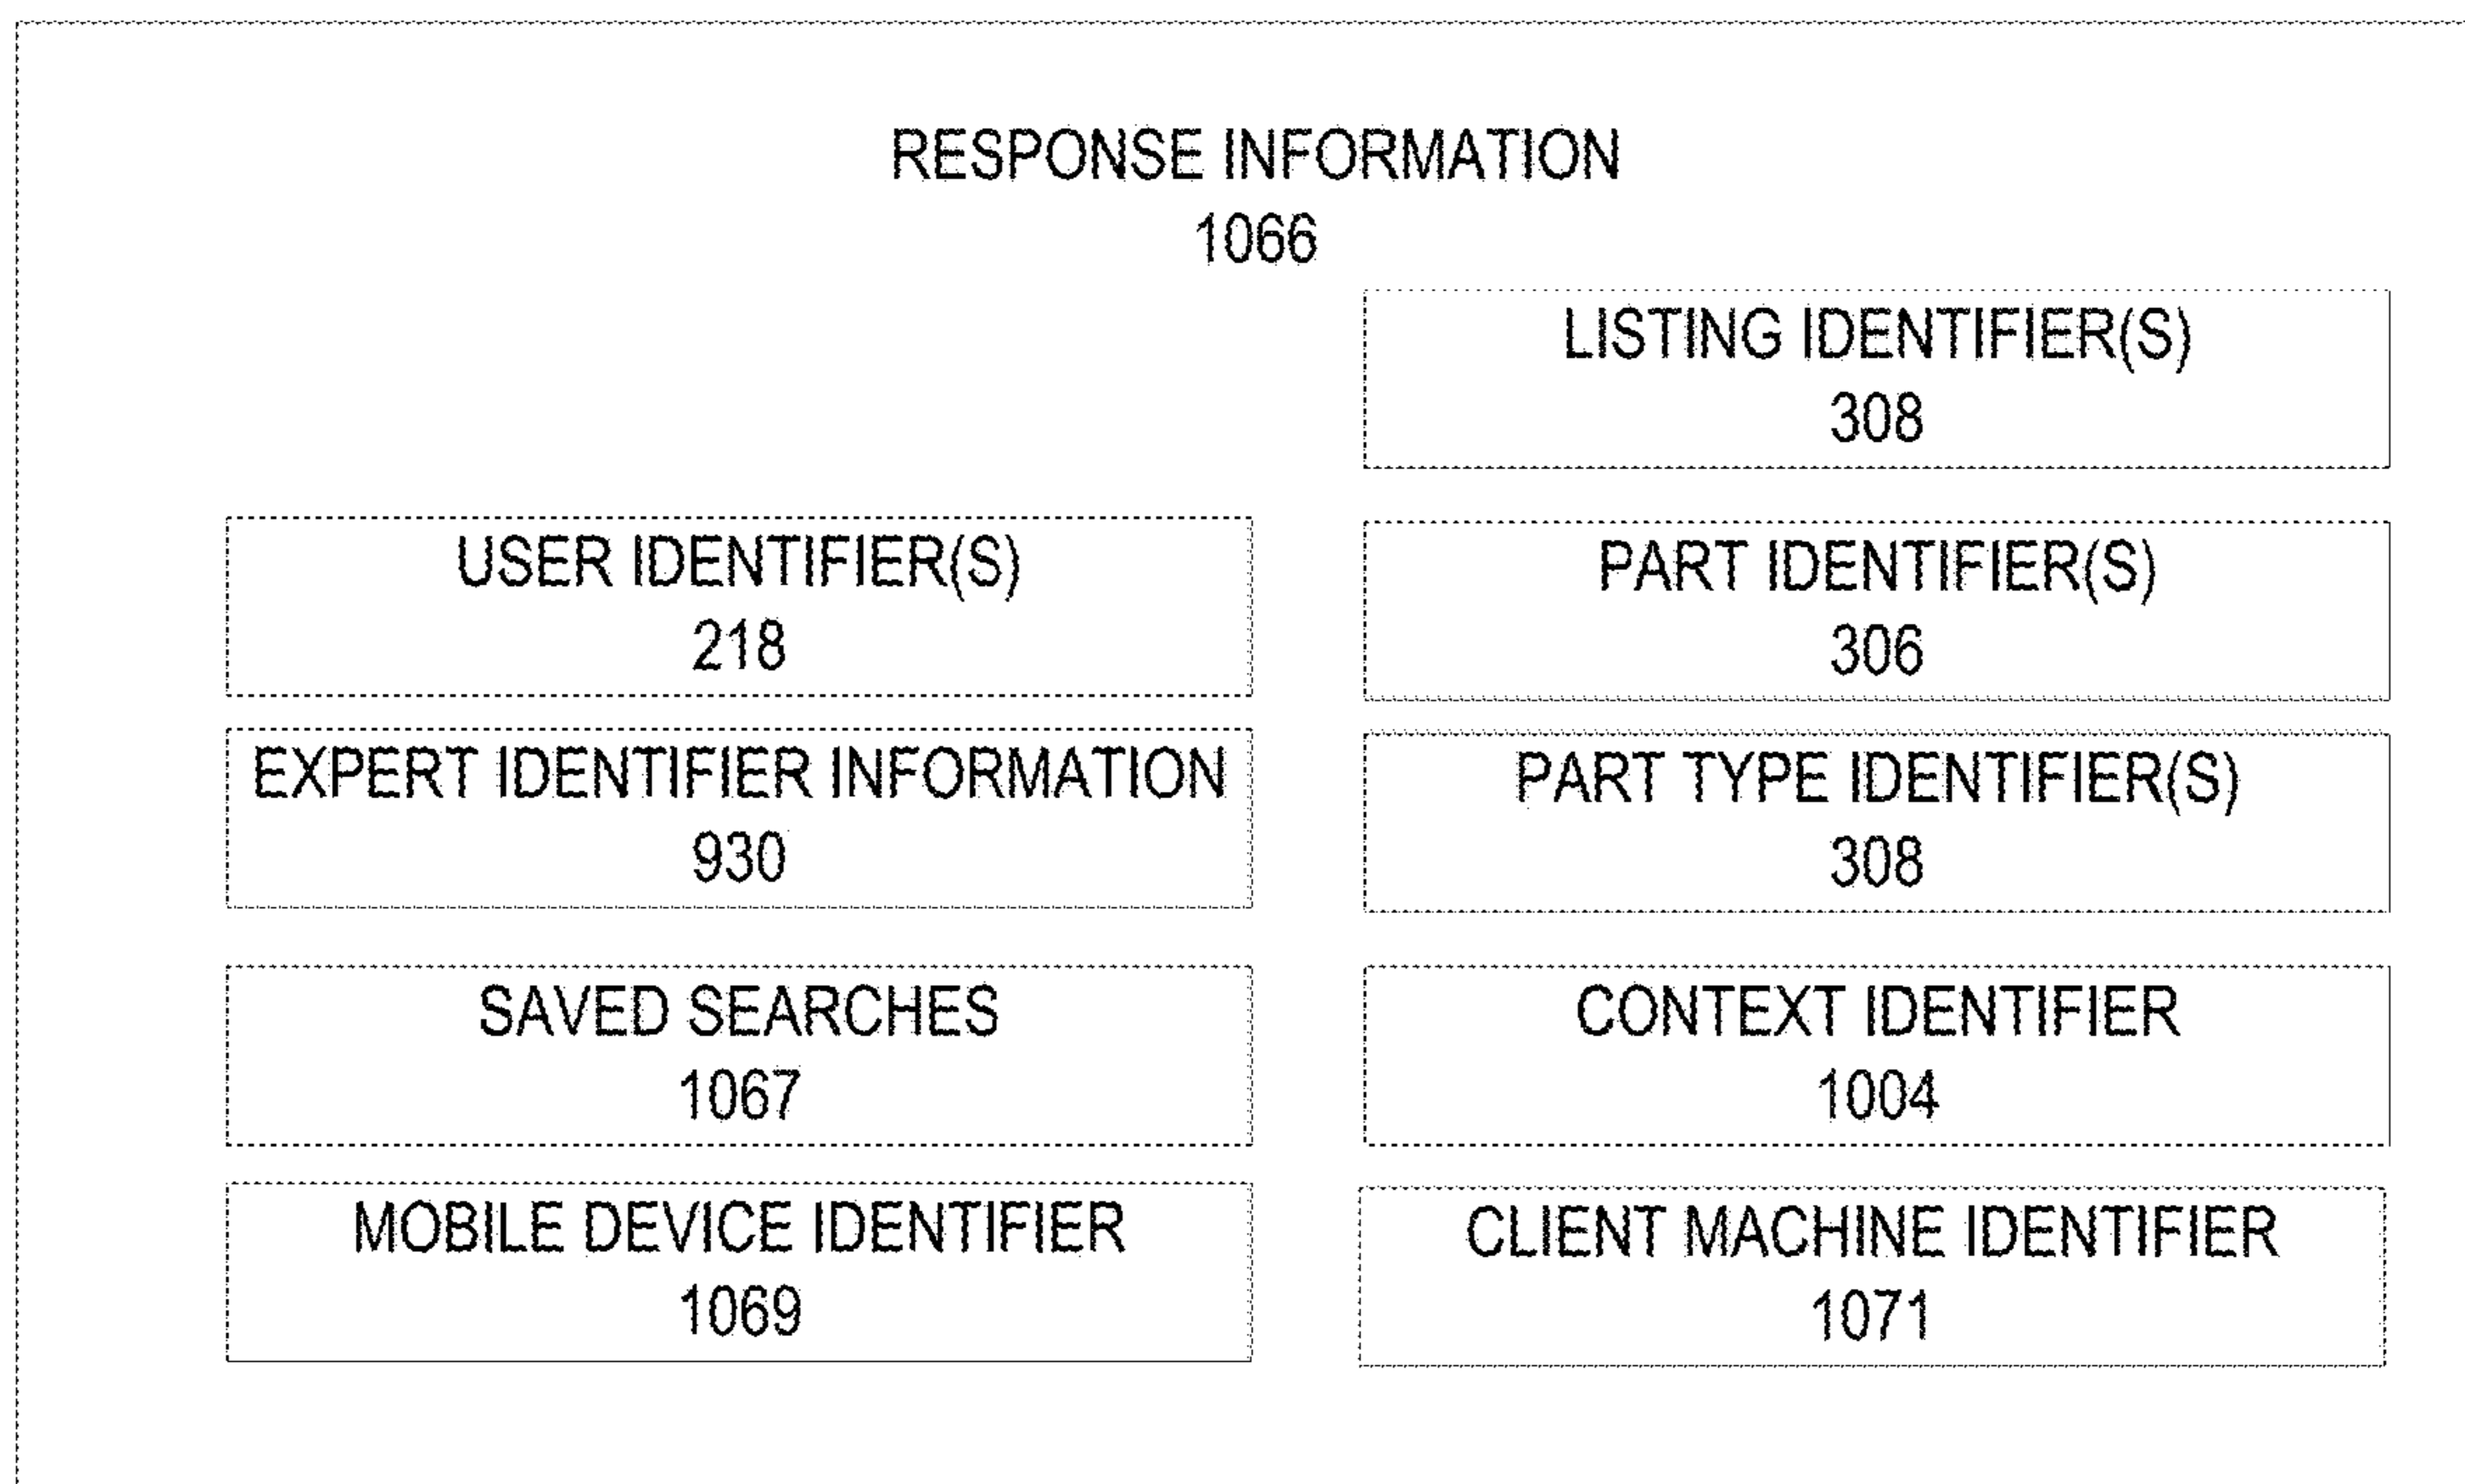 RESPONSE INFORMATION
1066
LISTING IDENTIFIER(S)
308
USER IDENTIFIER(S)
218
PART IDENTIFIER(S)
306
EXPERT IDENTIFIER INFORMATION
930
PART TYPE IDENTIFIER(S)
308
SAVED SEARCHES
1067
CONTEXT IDENTIFIER
1004
MOBILE DEVICE IDENTIFIER
1069
CLIENT MACHINE IDENTIFIER
1071